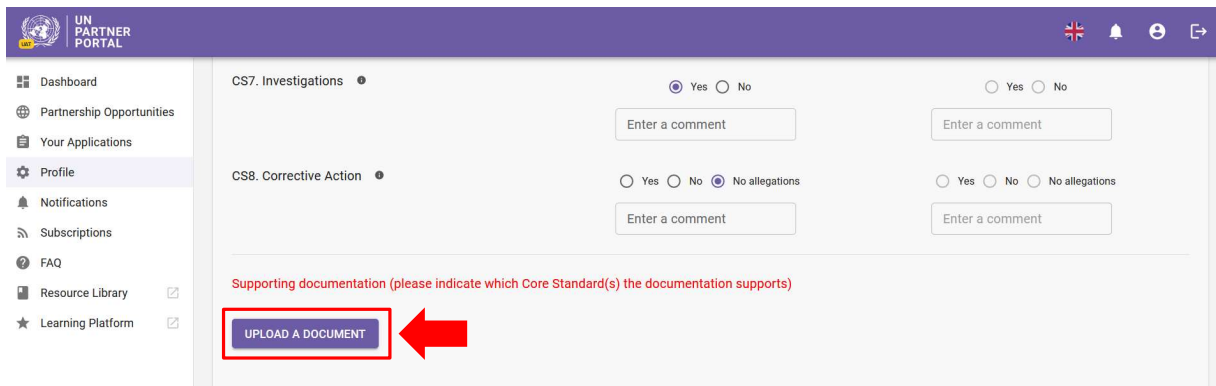 UN
PARTNER
PORTAL
UAT
Dashboard
Partnership Opportunities
Your Applications
Profile
Notifications
Subscriptions
FAQ
Resource Library
Learning Platform
CS7. Investigations
Yes No
Yes No
Enter a comment
Enter a comment
CS8. Corrective Action
Yes No No allegations
Yes No No allegations
Enter a comment
Enter a comment
Supporting documentation (please indicate which Core Standard(s) the documentation supports)
UPLOAD A DOCUMENT